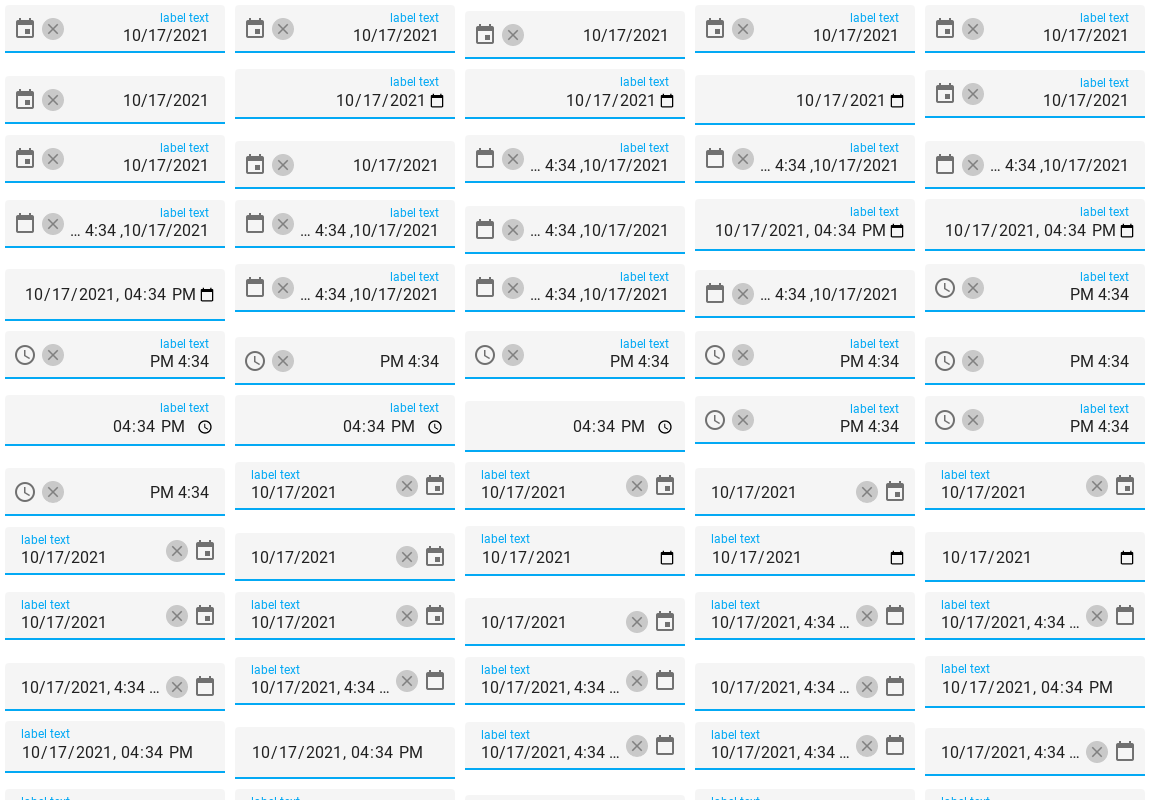 label text
10/17/2021
label text
10/17/2021
10/17/2021
label text
10/17/2021
label text
10/17/2021
10/17/2021
label text
10/17/2021
label text
10/17/2021
10/17/2021
label text
10/17/2021
label text
10/17/2021
10/17/2021
label text
... 4:34 ,10/17/2021
label text
... 4:34 ,10/17/2021
... 4:34 ,10/17/2021
label text
... 4:34 ,10/17/2021
label text
... 4:34 ,10/17/2021
... 4:34 ,10/17/2021
label text
10/17/2021, 04:34 PM
label text
10/17/2021, 04:34 PM
10/17/2021, 04:34 PM
label text
... 4:34 ,10/17/2021
label text
... 4:34 ,10/17/2021
... 4:34 ,10/17/2021
label text
PM 4:34
label text
PM 4:34
PM 4:34
label text
PM 4:34
label text
PM 4:34
PM 4:34
label text
04:34 PM
label text
04:34 PM
04:34 PM
label text
PM 4:34
label text
PM 4:34
PM 4:34
label text
10/17/2021
label text
10/17/2021
10/17/2021
label text
10/17/2021
label text
10/17/2021
10/17/2021
label text
10/17/2021
label text
10/17/2021
10/17/2021
label text
10/17/2021
label text
10/17/2021
10/17/2021
label text
10/17/2021, 4:34 ...
label text
10/17/2021, 4:34 ...
10/17/2021, 4:34 ...
label text
10/17/2021, 4:34 ...
label text
10/17/2021, 4:34 ...
10/17/2021, 4:34 ...
label text
10/17/2021, 04:34 PM
label text
10/17/2021, 04:34 PM
10/17/2021, 04:34 PM
label text
10/17/2021, 4:34 ...
label text
10/17/2021, 4:34 ...
10/17/2021, 4:34 ...